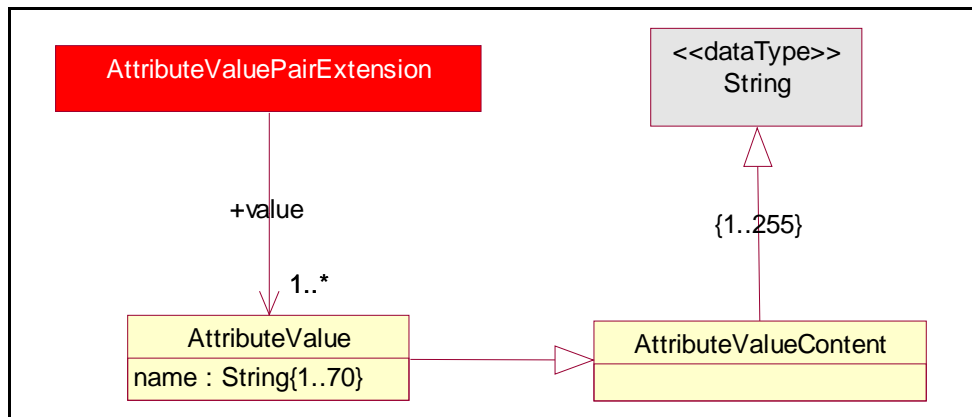 AttributeValuePairExtension
<<dataType>>
String
+value
{1..255}
1..*
AttributeValue
name : String{1..70}
AttributeValueContent